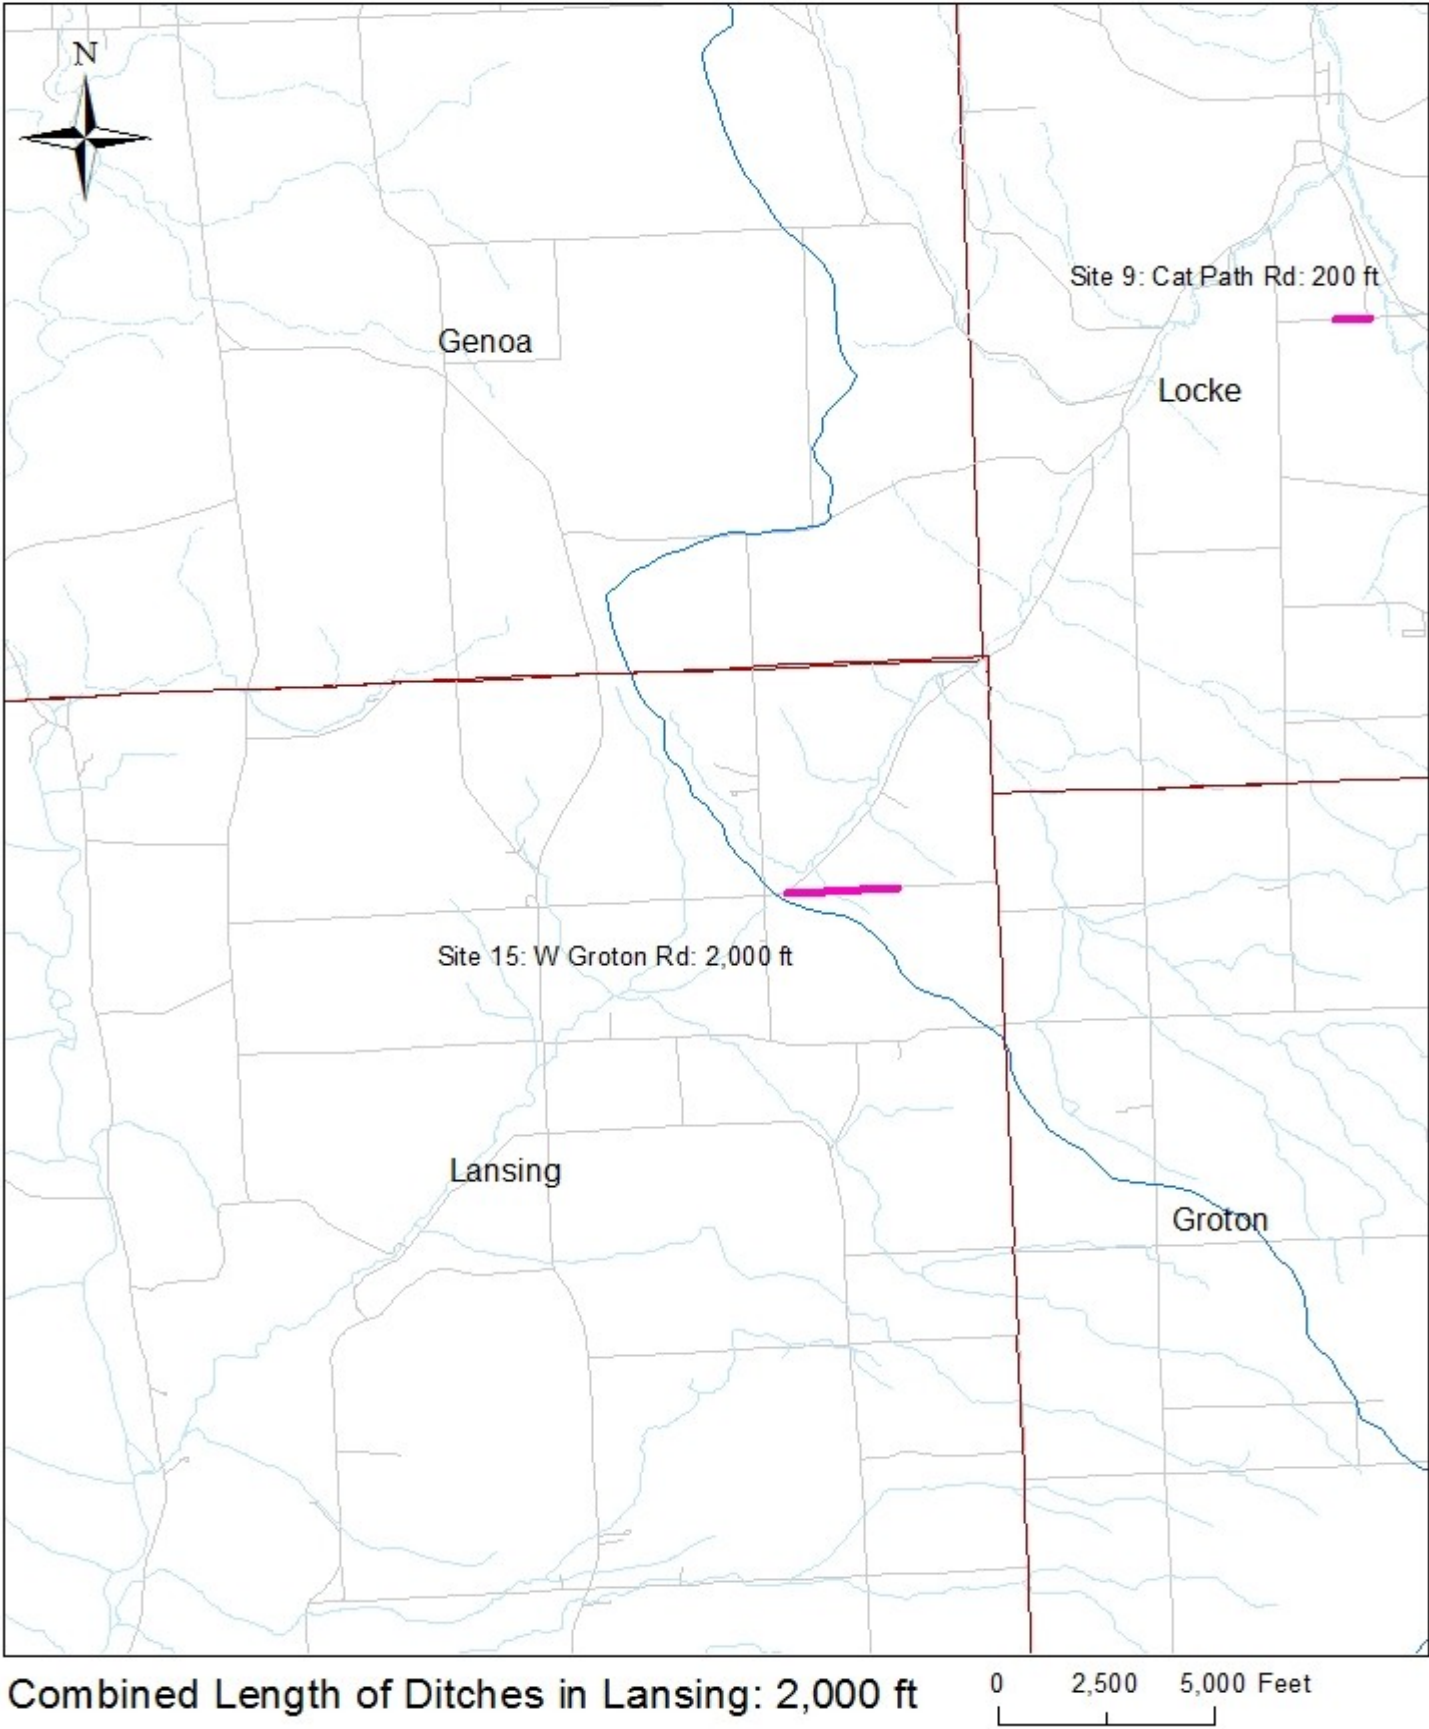 N
Site 9: Cat Path Rd: 200 ft
Genoa
Locke
Site 15: W Groton Rd: 2,000 ft
Lansing
Groton
Combined Length of Ditches in Lansing: 2,000 ft
0 2,500 5,000 Feet